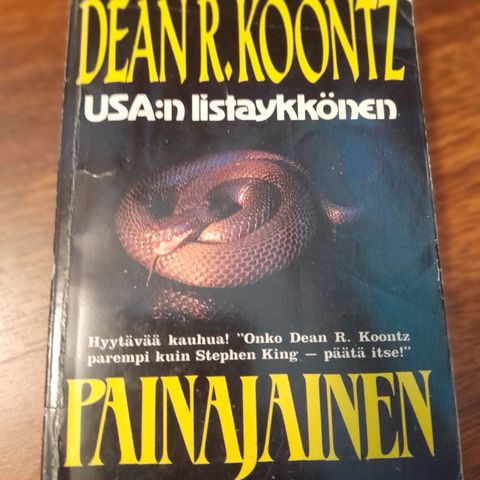 DEAN R. KOONTZ
USA:n listaykkönen
Hyytävää kauhua! "Onko Dean R. Koontz
parempi kuin Stephen King — päätä itse!"
PAINAJAINEN